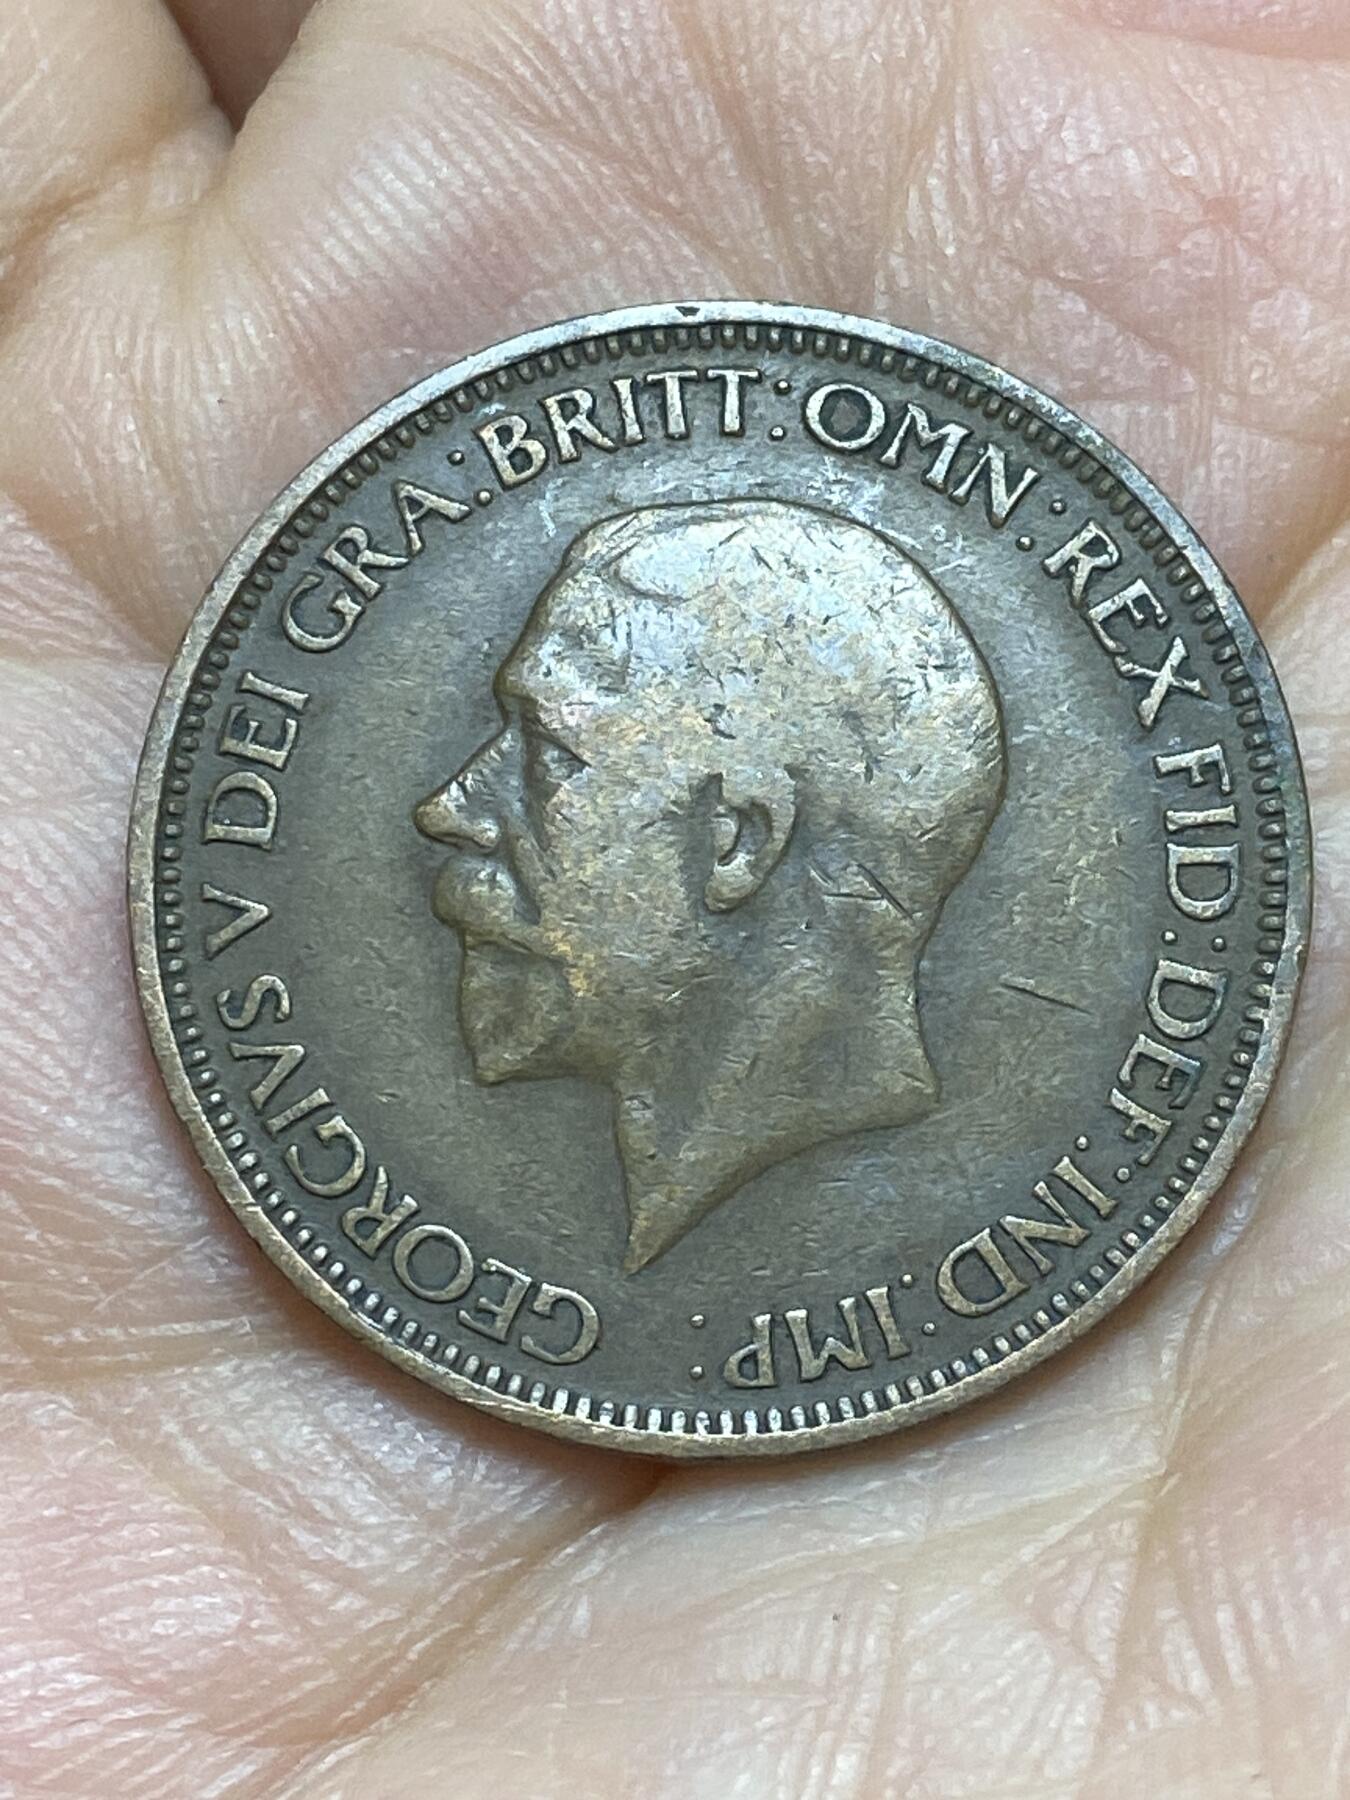 GEORGIVS V DEI GRA:BRITT:OMN:REX FID:DEF:IND:IMP: